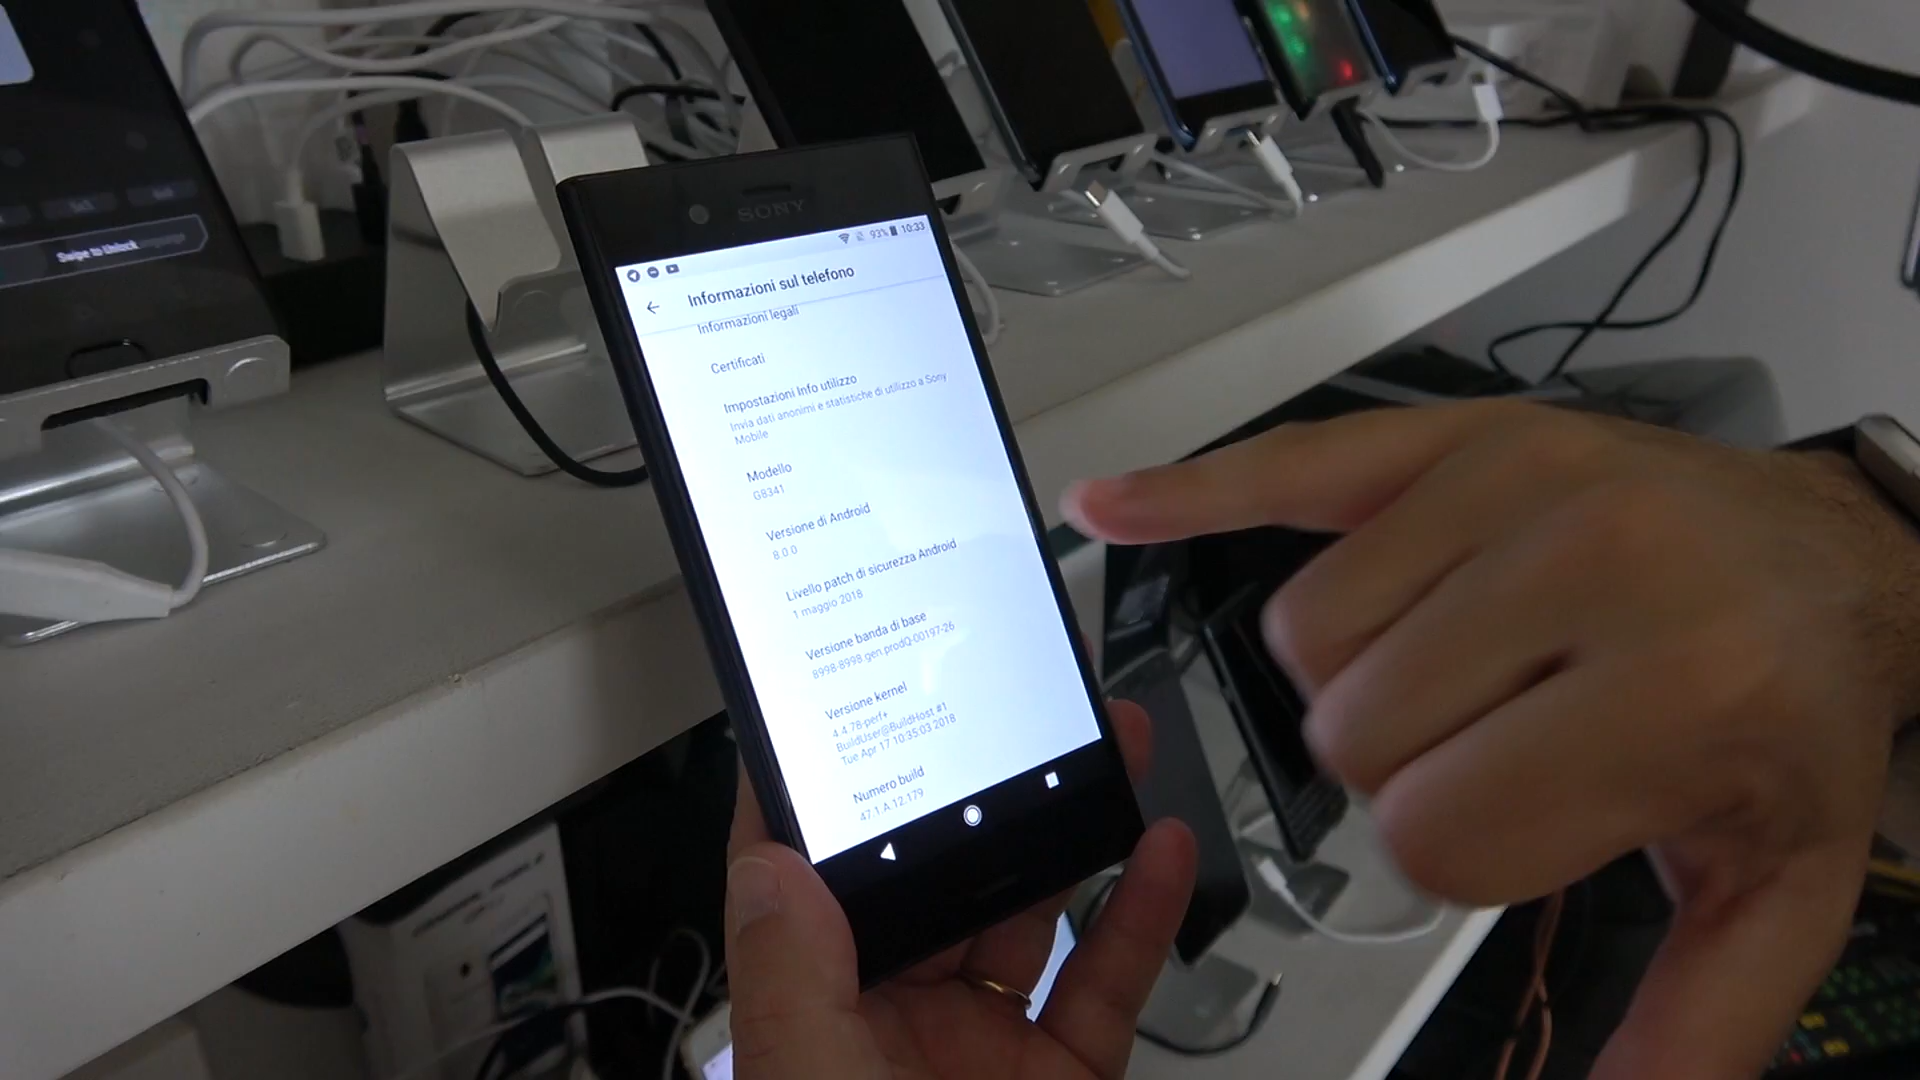 Swipe to Unlock
SONY
93% 10:33
Informazioni sul telefono
Informazioni legali
Certificati
Impostazioni Info utilizzo
Invia dati anonimi e statistiche di utilizzo a Sony
Mobile
Modello
G8341
Versione di Android
8.0.0
Livello patch di sicurezza Android
1 maggio 2018
Versione banda di base
8998-8998.gen.prodQ-00197-26
Versione kernel
4.4.78-perf+
BuildUser@BuildHost #1
Tue Apr 17 10:35:03 2018
Numero build
47.1.A.12.179